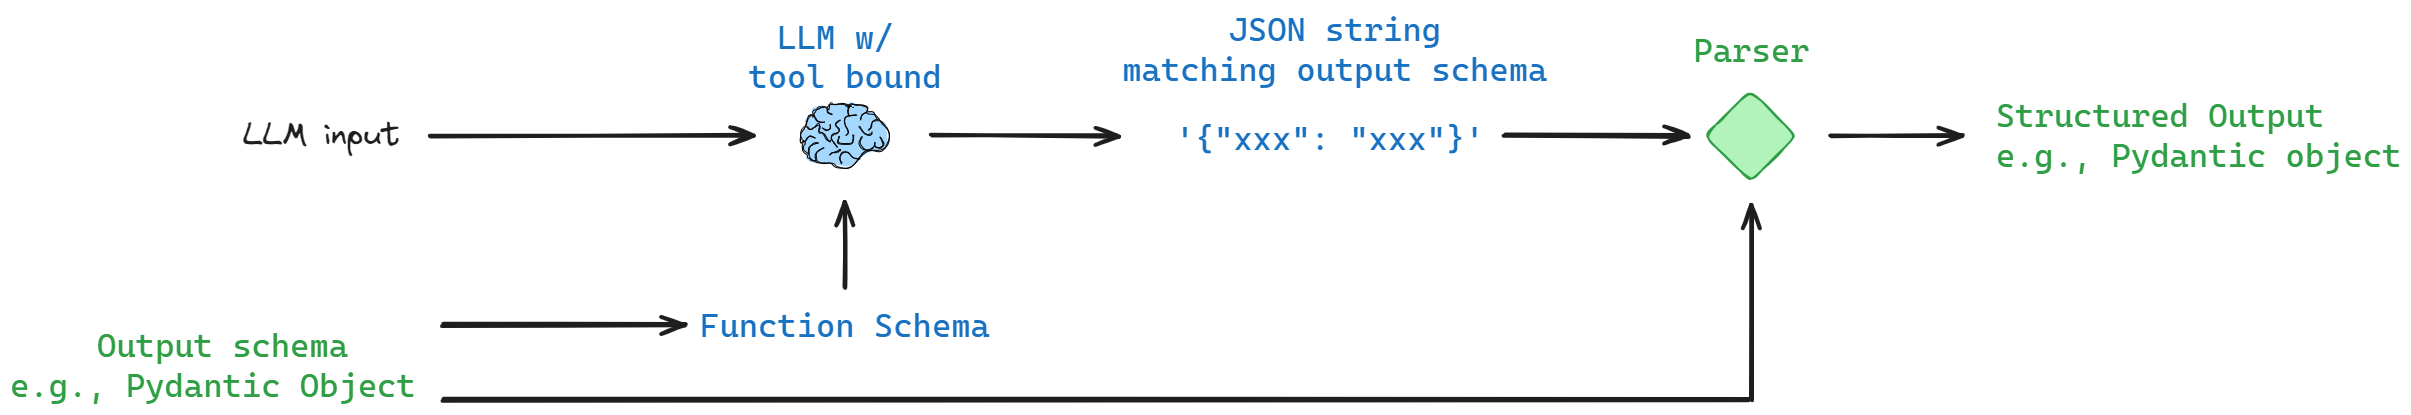 LLM w/
tool bound
JSON string
matching output schema
Parser
LLM input
'{"xxx": "xxx"}'
Structured Output
e.g., Pydantic object
Function Schema
Output schema
e.g., Pydantic Object